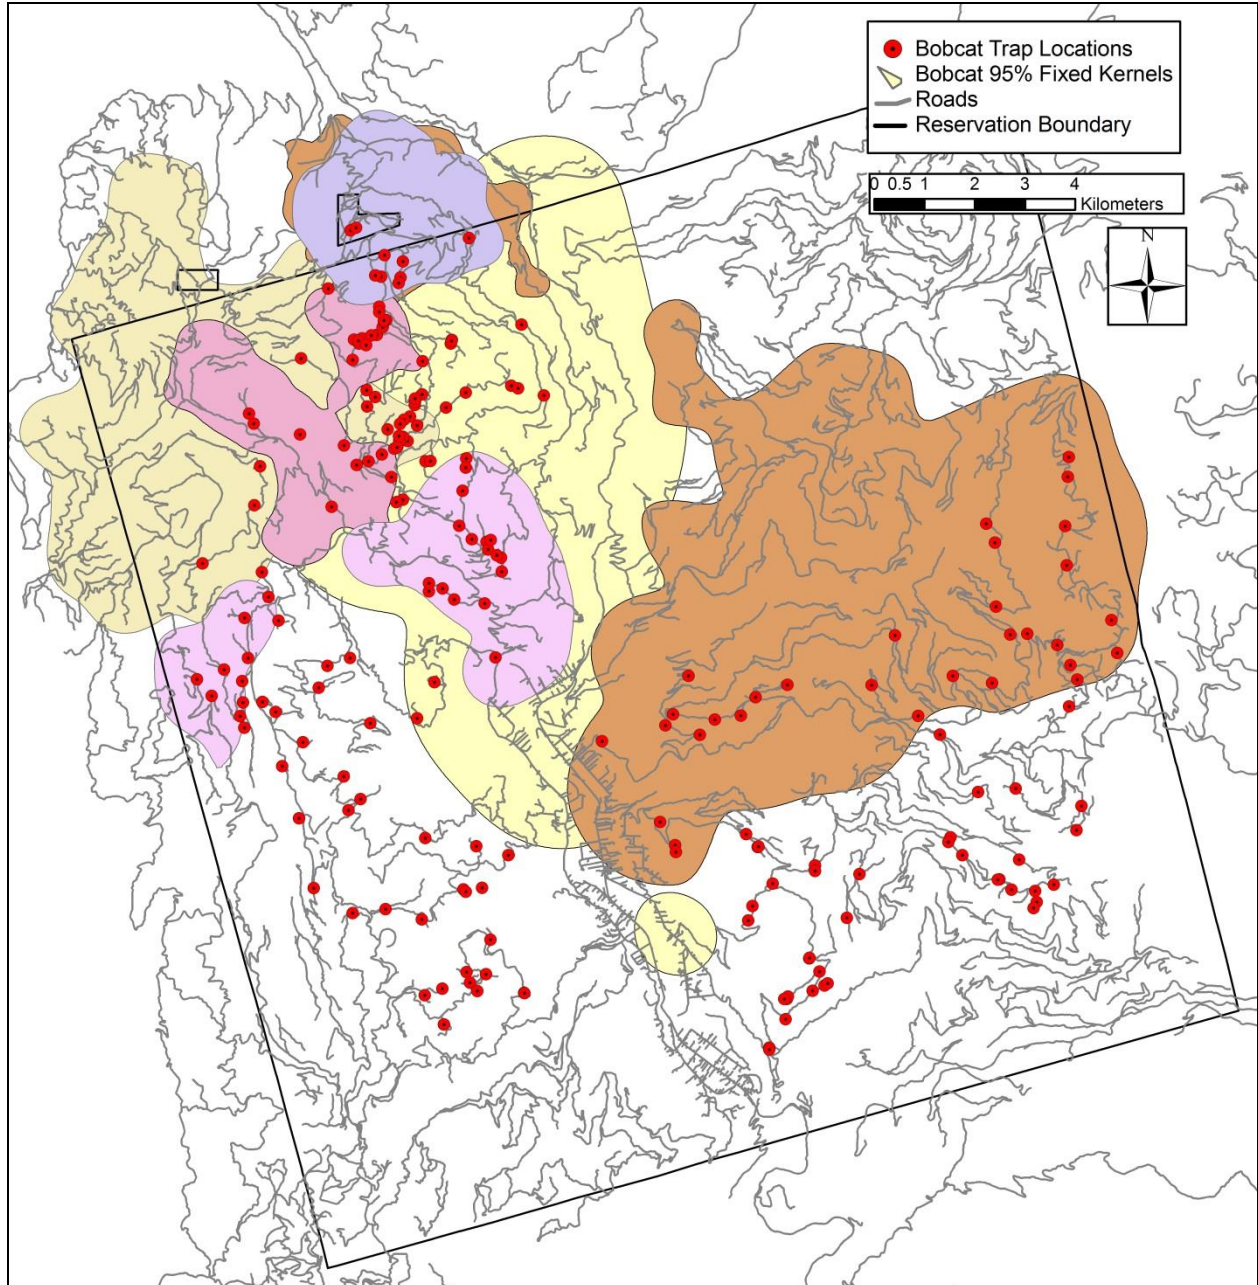 Bobcat Trap Locations
Bobcat 95% Fixed Kernels
Roads
Reservation Boundary
0 0.5 1 2 3 4
Kilometers
N